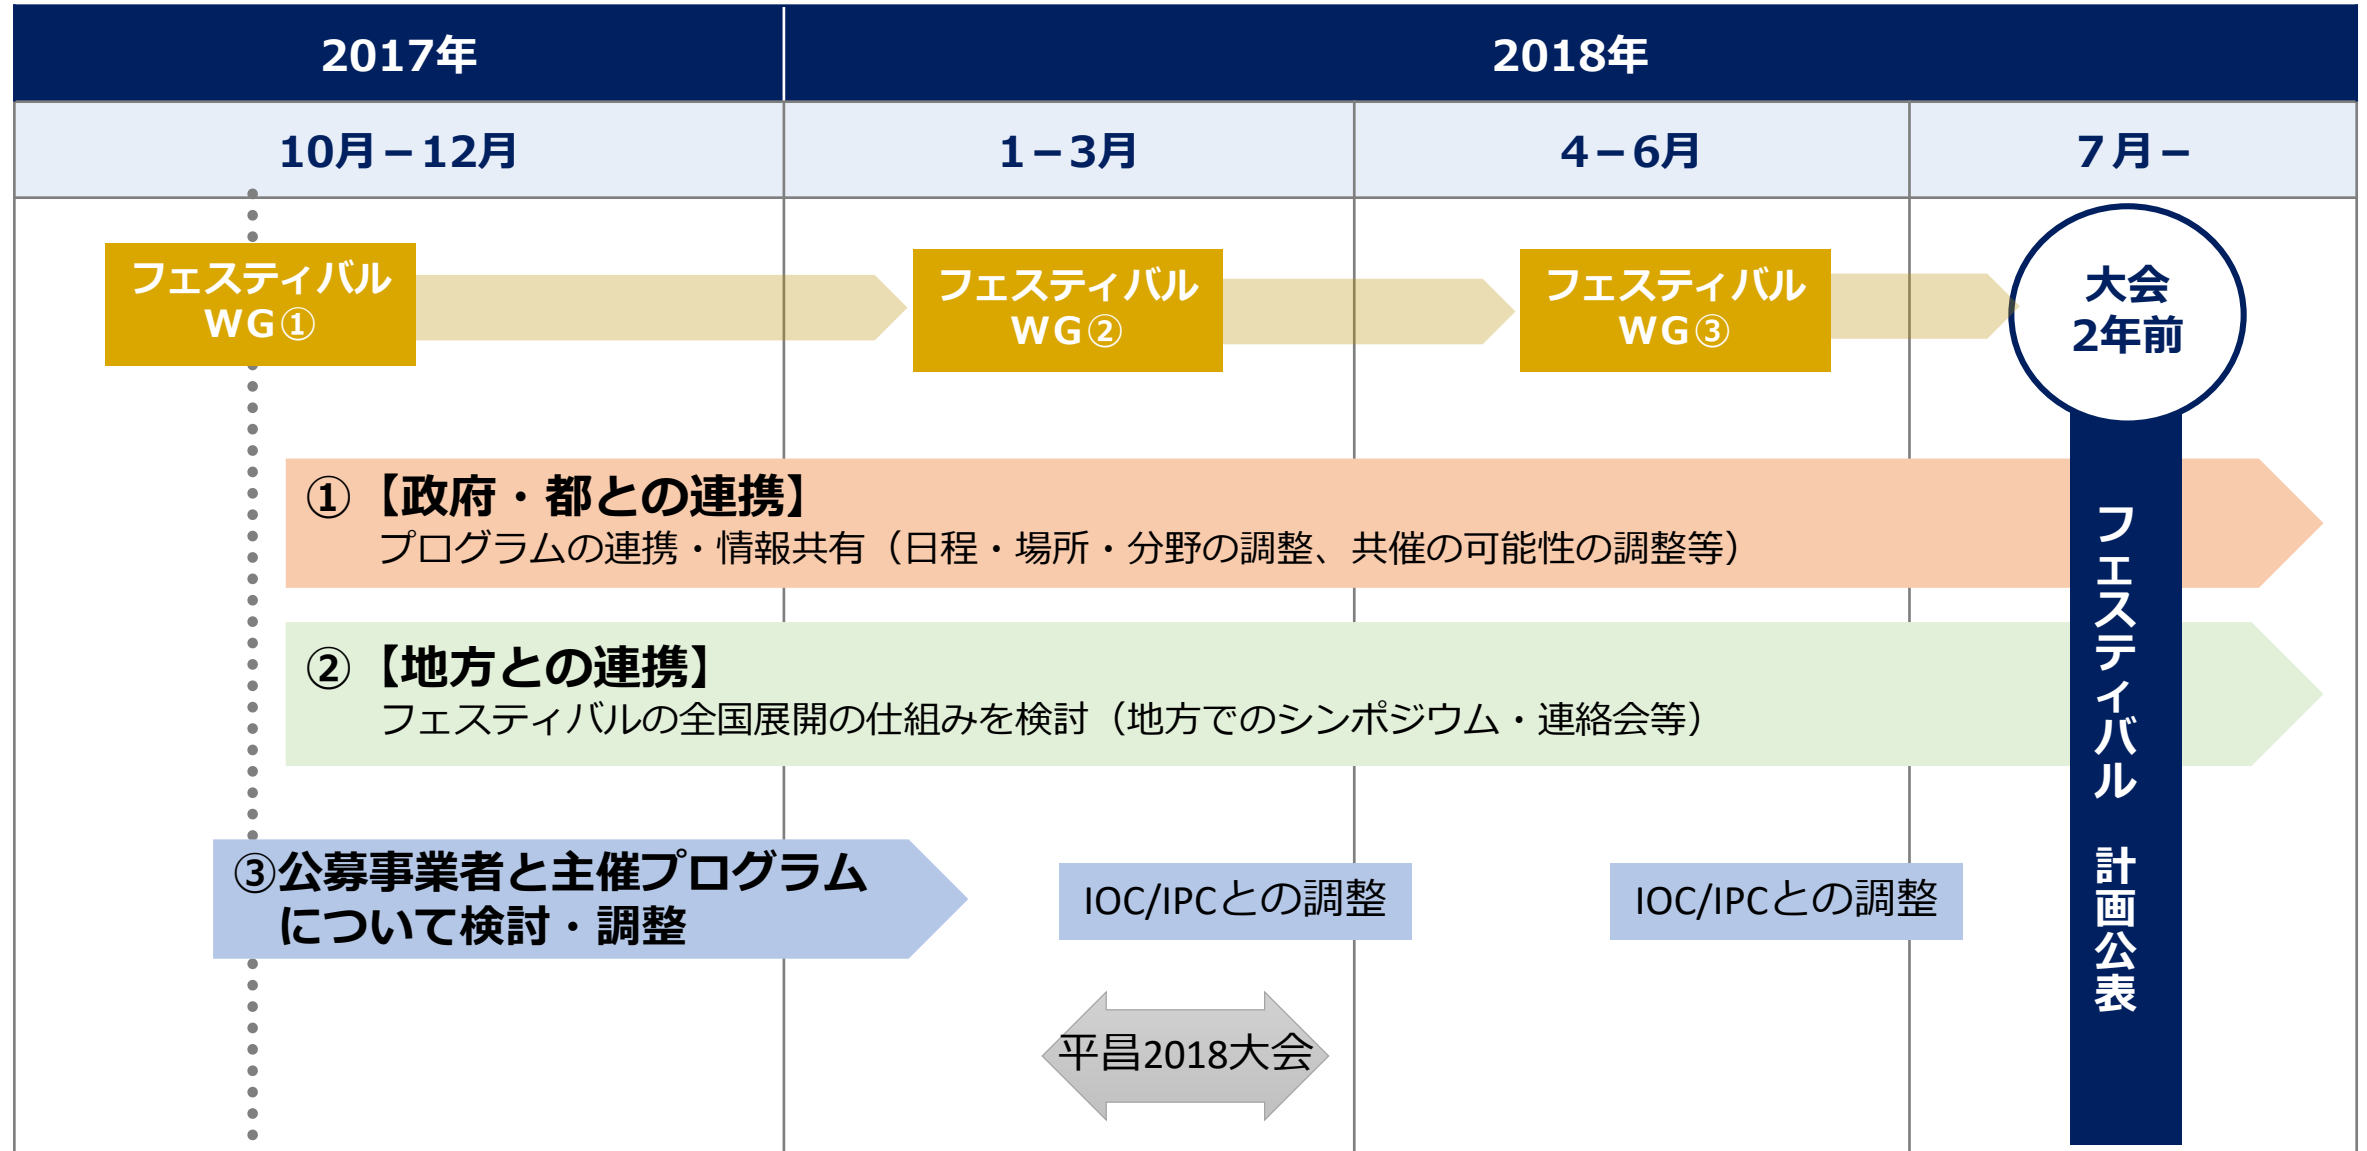 2017年
2018年
10月－12月
1－3月
4－6月
７月－
フェスティバル
ＷＧ①
フェスティバル
ＷＧ②
フェスティバル
ＷＧ③
大会
2年前
①【政府・都との連携】
プログラムの連携・情報共有（日程・場所・分野の調整、共催の可能性の調整等）
②【地方との連携】
フェスティバルの全国展開の仕組みを検討（地方でのシンポジウム・連絡会等）
③公募事業者と主催プログラム
について検討・調整
IOC/IPCとの調整
IOC/IPCとの調整
平昌2018大会
フェスティバル　計画公表